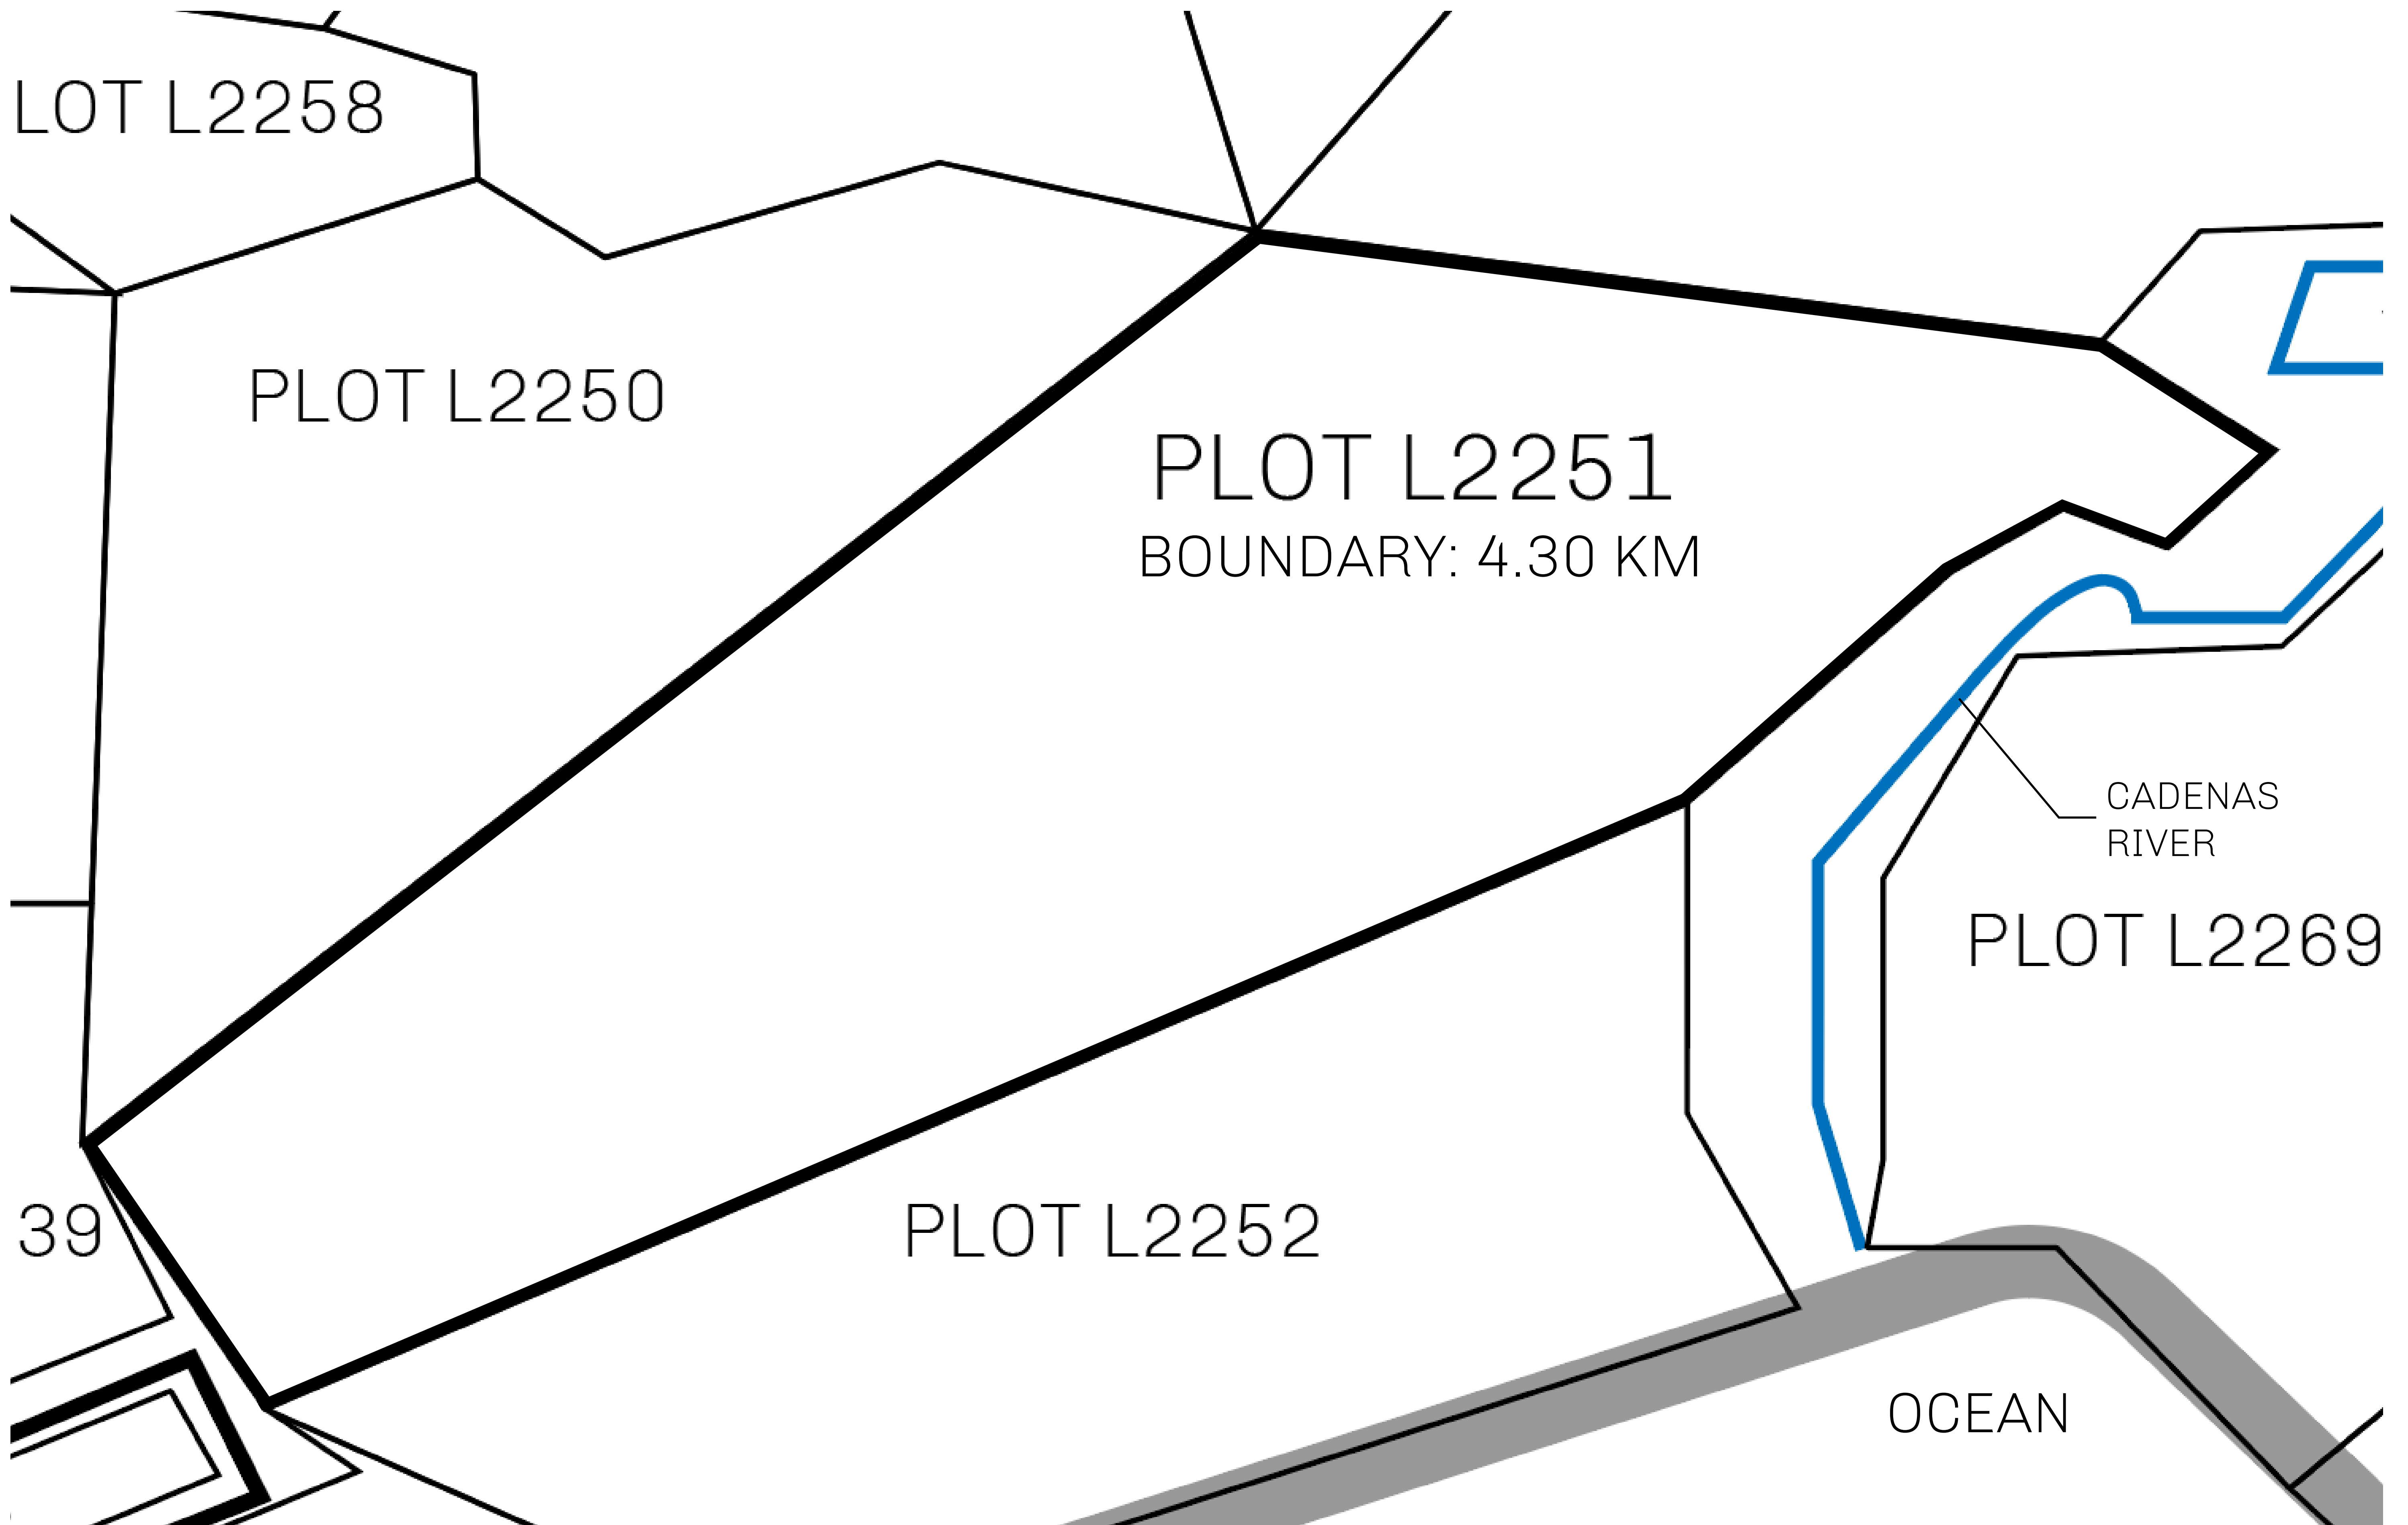 LOT L2258
PLOT L2250
PLOT L2251
BOUNDARY: 4.30 KM
CADENAS
RIVER
PLOT L2269
39
PLOT L2252
OCEAN